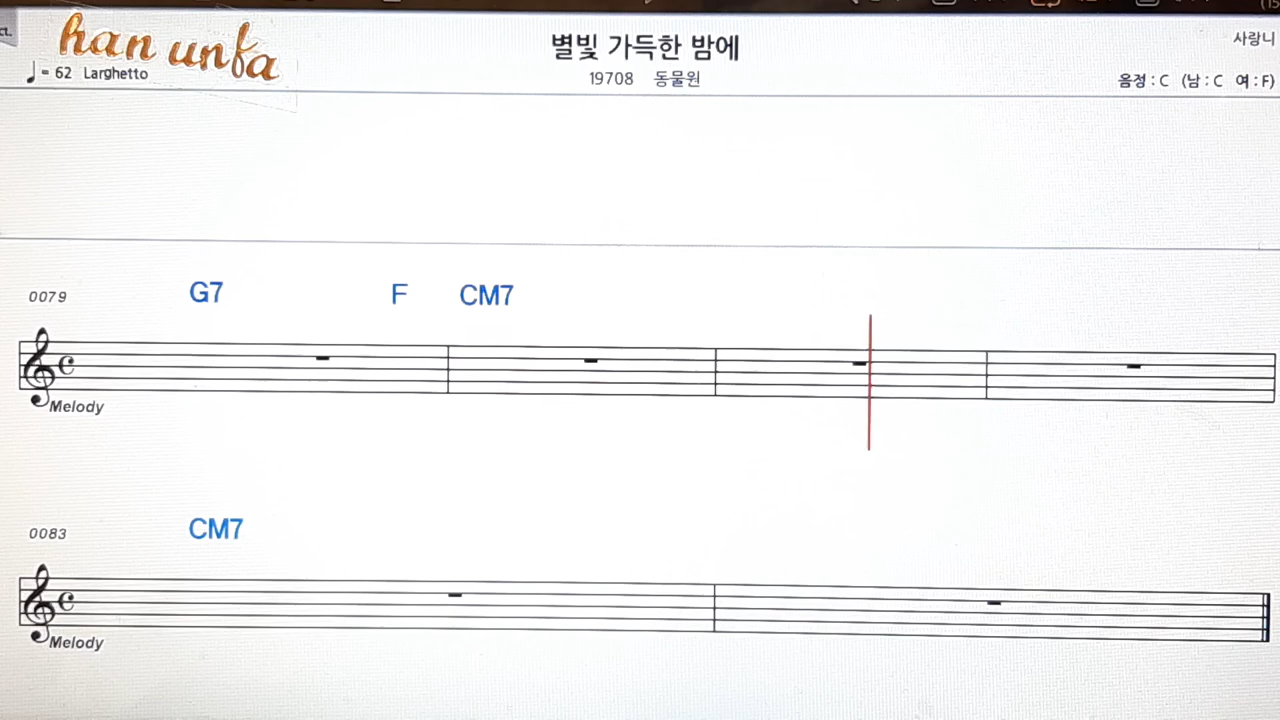 han unfa
♩= 62 Larghetto
별빛 가득한 밤에
19708 동물원
사랑니
음정 : C (남 : C 여 : F)
0079 G7 F CM7
Melody
0083 CM7
Melody